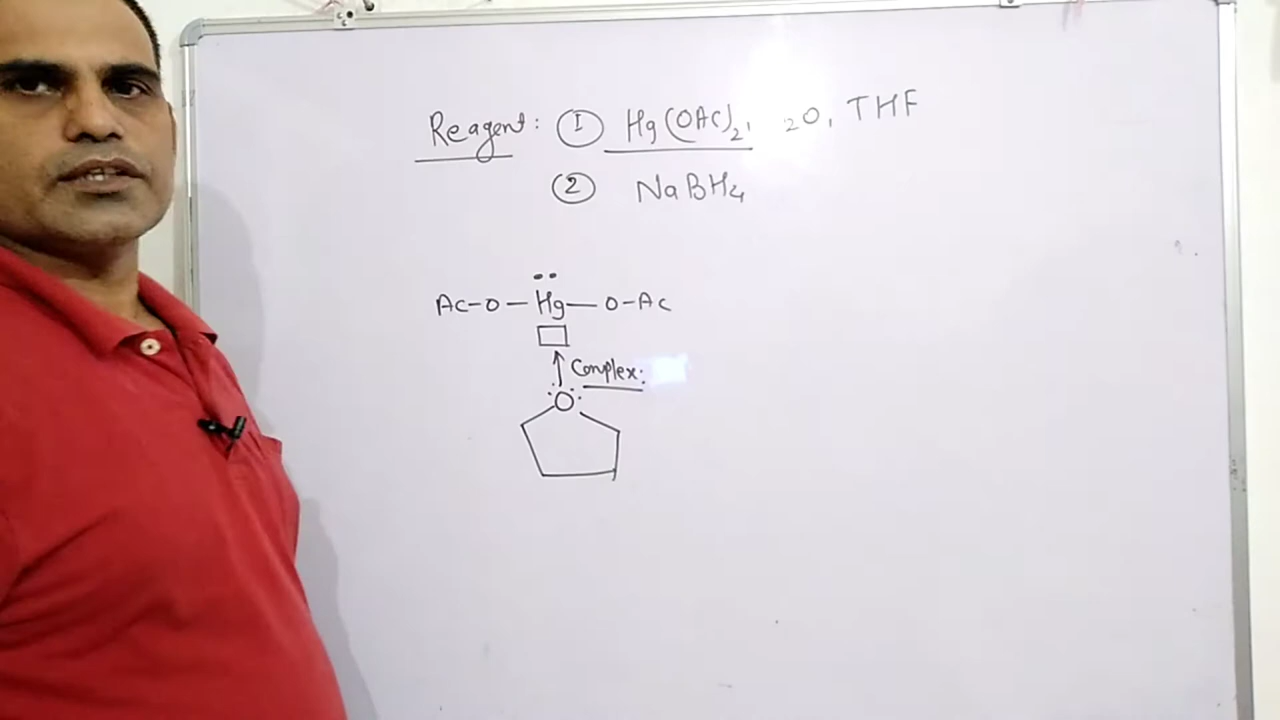 Reagent: ① Hg(OAc)₂, ₂O, THF
② NaBH₄
Ac-O-Hg-O-Ac
Complex:
O